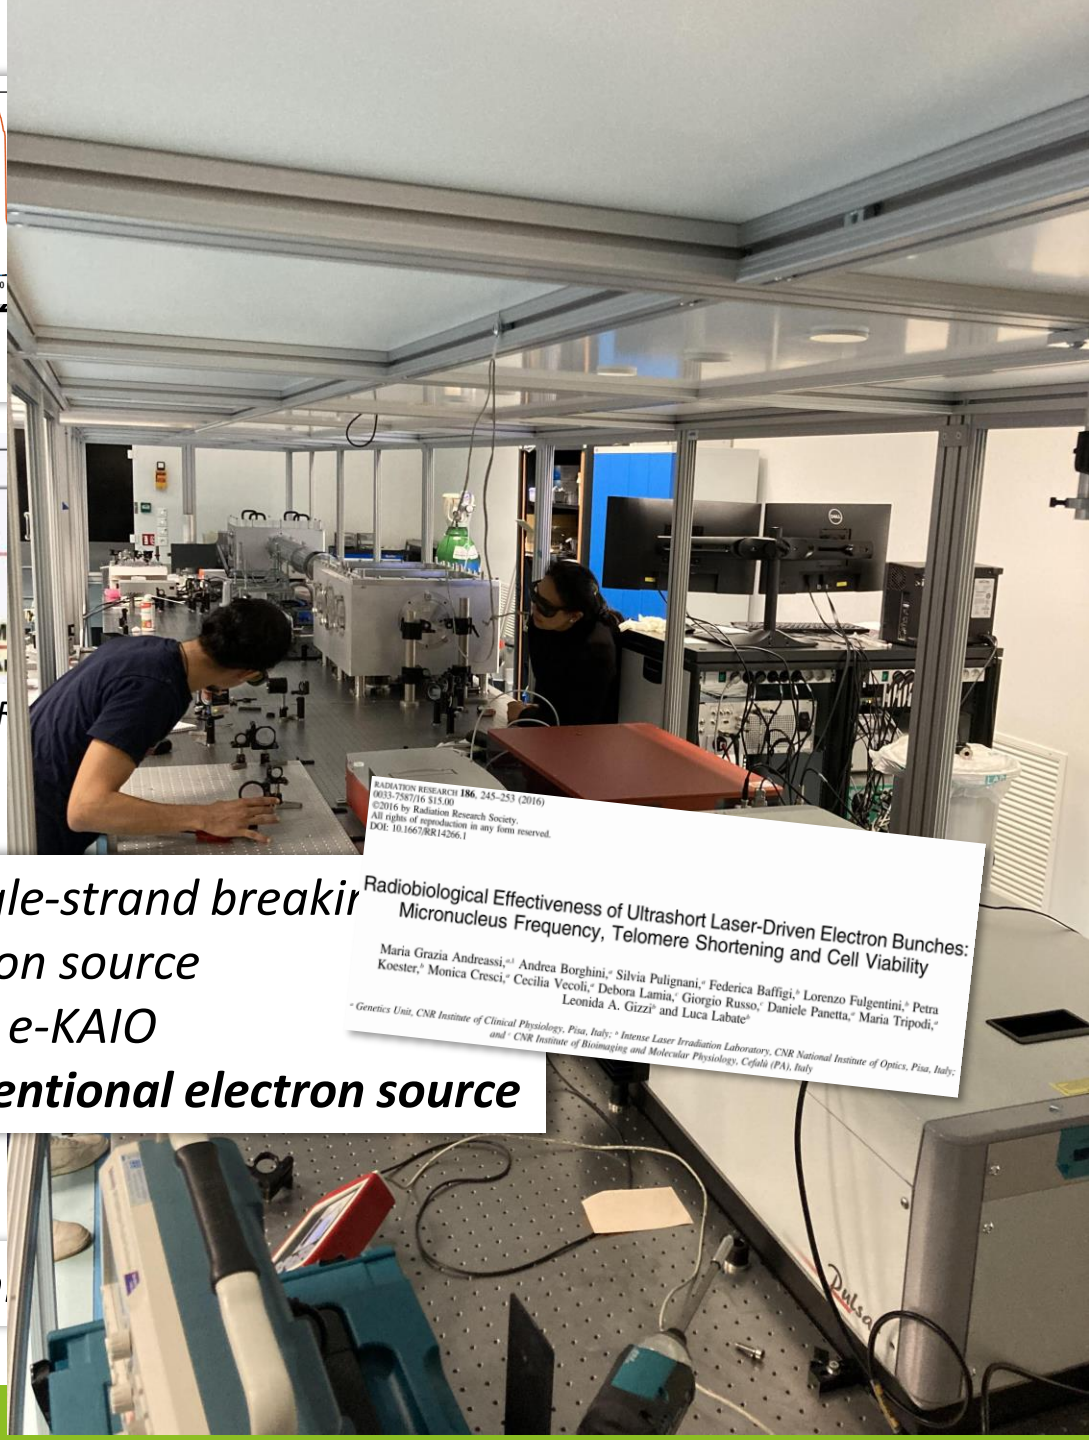 RADIATION RESEARCH 186, 245–253 (2016)
0033-7587/16 $15.00
©2016 by Radiation Research Society.
All rights of reproduction in any form reserved.
DOI: 10.1667/RR14266.1
Radiobiological Effectiveness of Ultrashort Laser-Driven Electron Bunches:
Micronucleus Frequency, Telomere Shortening and Cell Viability
Maria Grazia Andreassi,a,1 Andrea Borghini,a Silvia Pulignani,a Federica Baffigi,b Lorenzo Fulgentini,b Petra
Koester,b Monica Cresci,a Cecilia Vecoli,a Debora Lamia,c Giorgio Russo,c Daniele Panetta,a Maria Tripodi,a
Leonida A. Gizzib and Luca Labateb
a Genetics Unit, CNR Institute of Clinical Physiology, Pisa, Italy; b Intense Laser Irradiation Laboratory, CNR National Institute of Optics, Pisa, Italy;
and c CNR Institute of Bioimaging and Molecular Physiology, Cefalù (PA), Italy
gle-strand breakin
on source
e-KAIO
entional electron source
DELL
Pulsa